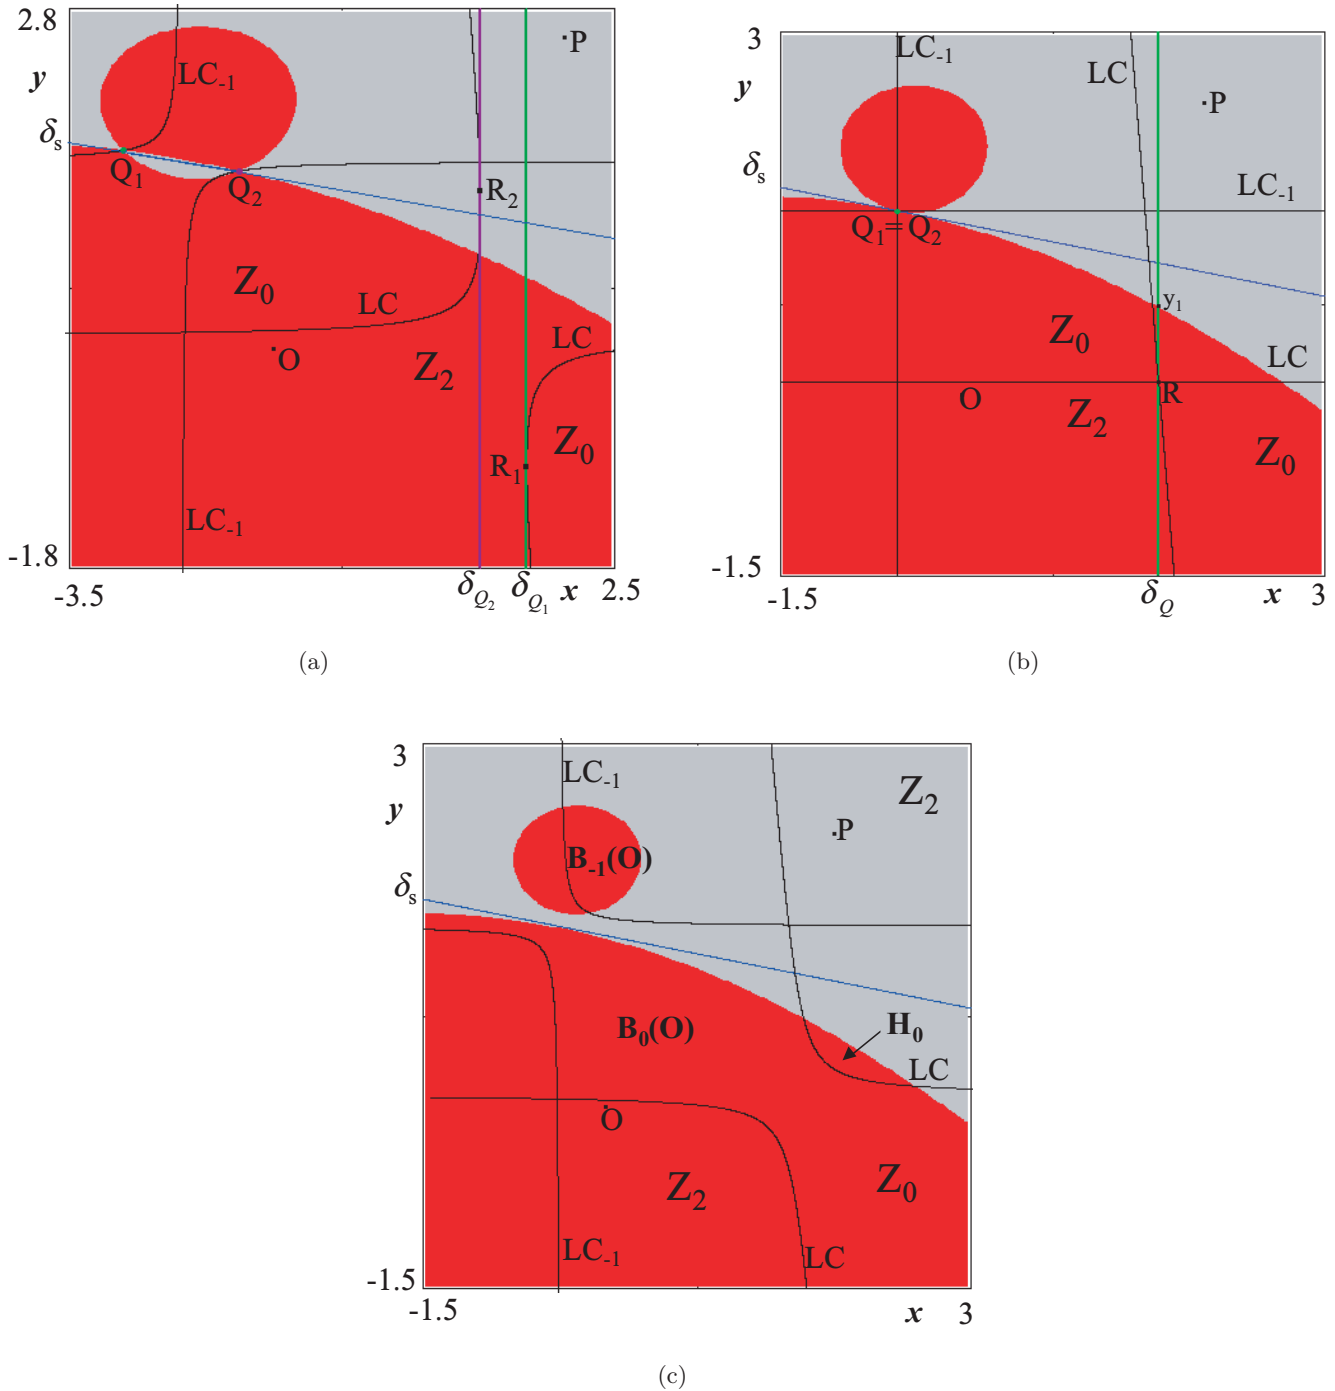 2.8
y
δs
LC-1
P
Q1
Q2
R2
Z0
LC
O
Z2
LC
R1
Z0
LC-1
-1.8
-3.5
δQ2
δQ1
x
2.5
(a)
3
y
δs
LC-1
LC
P
LC-1
Q1=Q2
y1
Z0
LC
O
R
Z2
Z0
-1.5
-1.5
δQ
x
3
(b)
3
y
LC-1
Z2
P
B-1(O)
δs
B0(O)
H0
LC
O
Z2
Z0
LC-1
LC
-1.5
-1.5
x
3
(c)